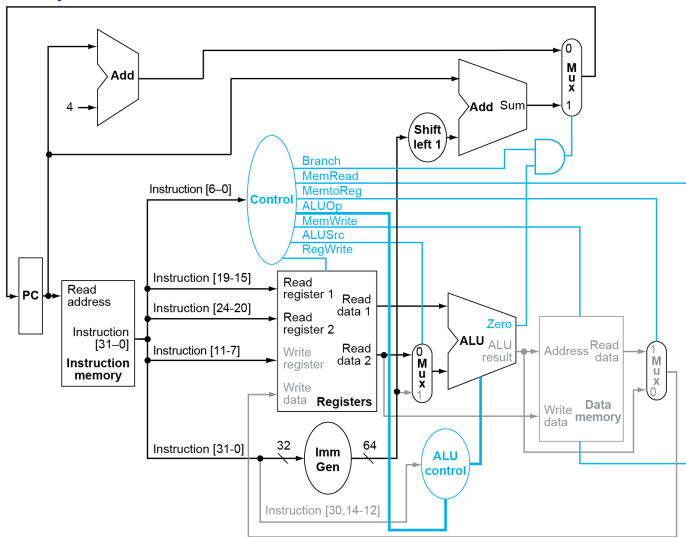 Add
4
Add Sum
0
Mux
1
Shift
left 1
Branch
MemRead
MemtoReg
ALUOp
MemWrite
ALUSrc
RegWrite
Control
Instruction [6–0]
PC
Read
address
Instruction
[31–0]
Instruction
memory
Instruction [19-15]
Instruction [24-20]
Instruction [11-7]
Instruction [31-0]
Read
register 1
Read
register 2
Write
register
Write
data
Read
data 1
Read
data 2
Registers
0
Mux
1
ALU
Zero
ALU
result
Address
Read
data
Write
data
Data
memory
1
Mux
0
32
Imm
Gen
64
ALU
control
Instruction [30,14-12]